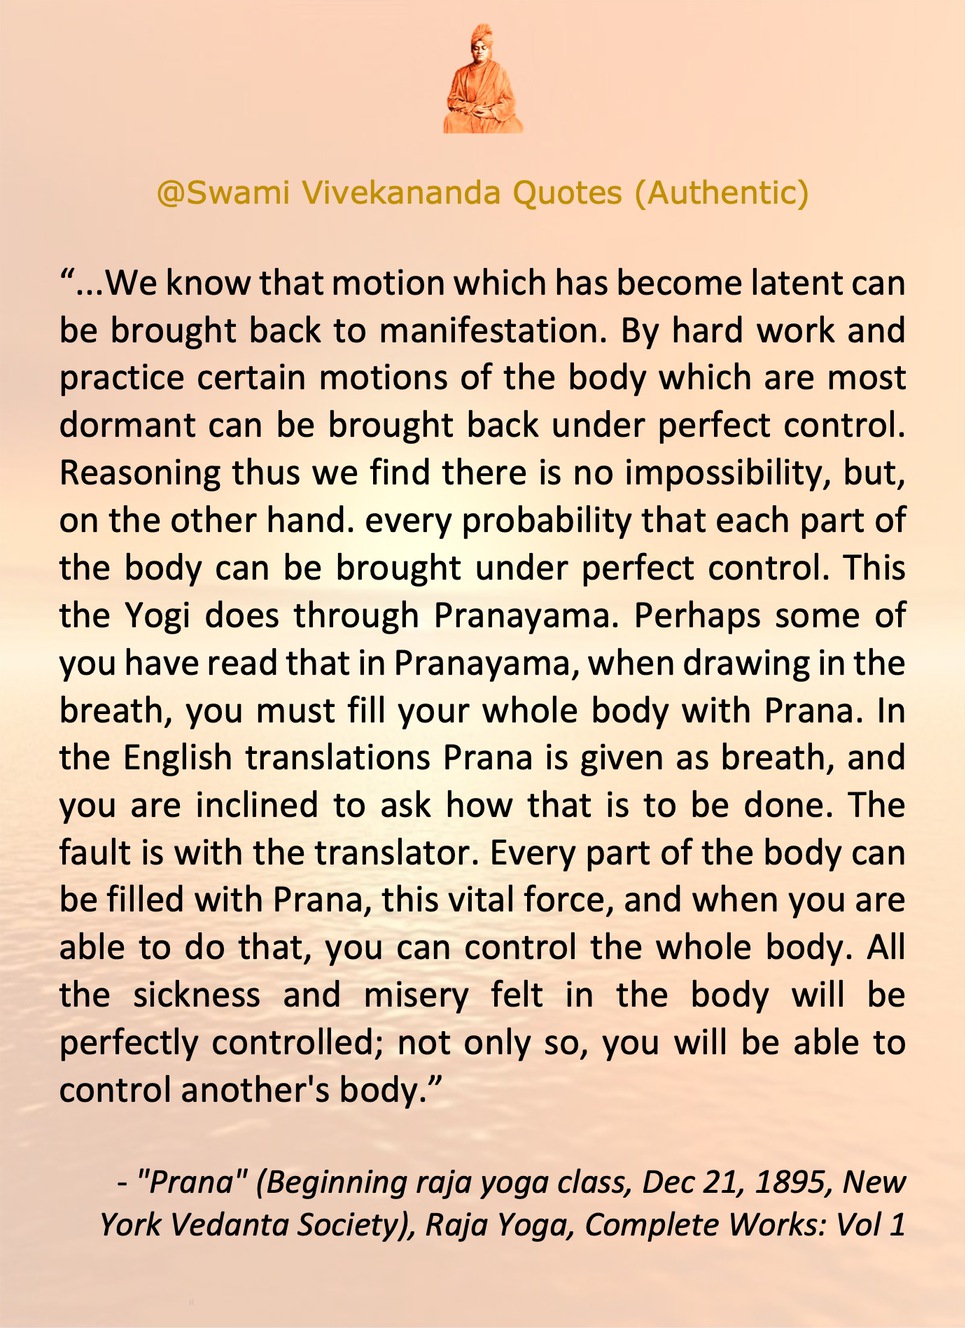 @Swami Vivekananda Quotes (Authentic)
“...We know that motion which has become latent can
be brought back to manifestation. By hard work and
practice certain motions of the body which are most
dormant can be brought back under perfect control.
Reasoning thus we find there is no impossibility, but,
on the other hand. every probability that each part of
the body can be brought under perfect control. This
the Yogi does through Pranayama. Perhaps some of
you have read that in Pranayama, when drawing in the
breath, you must fill your whole body with Prana. In
the English translations Prana is given as breath, and
you are inclined to ask how that is to be done. The
fault is with the translator. Every part of the body can
be filled with Prana, this vital force, and when you are
able to do that, you can control the whole body. All
the sickness and misery felt in the body will be
perfectly controlled; not only so, you will be able to
control another's body.”
- "Prana" (Beginning raja yoga class, Dec 21, 1895, New
York Vedanta Society), Raja Yoga, Complete Works: Vol 1